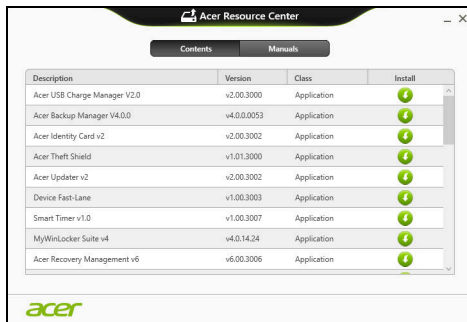 Acer Resource Center
Contents Manuals
Description Version Class Install
Acer USB Charge Manager V2.0 v2.00.3000 Application
Acer Backup Manager V4.0.0 v4.0.0.0053 Application
Acer Identity Card v2 v2.00.3002 Application
Acer Theft Shield v1.01.3000 Application
Acer Updater v2 v2.00.3002 Application
Device Fast-Lane v1.00.3003 Application
Smart Timer v1.0 v1.00.3007 Application
MyWinLocker Suite v4 v4.0.14.24 Application
Acer Recovery Management v6 v6.00.3006 Application
acer